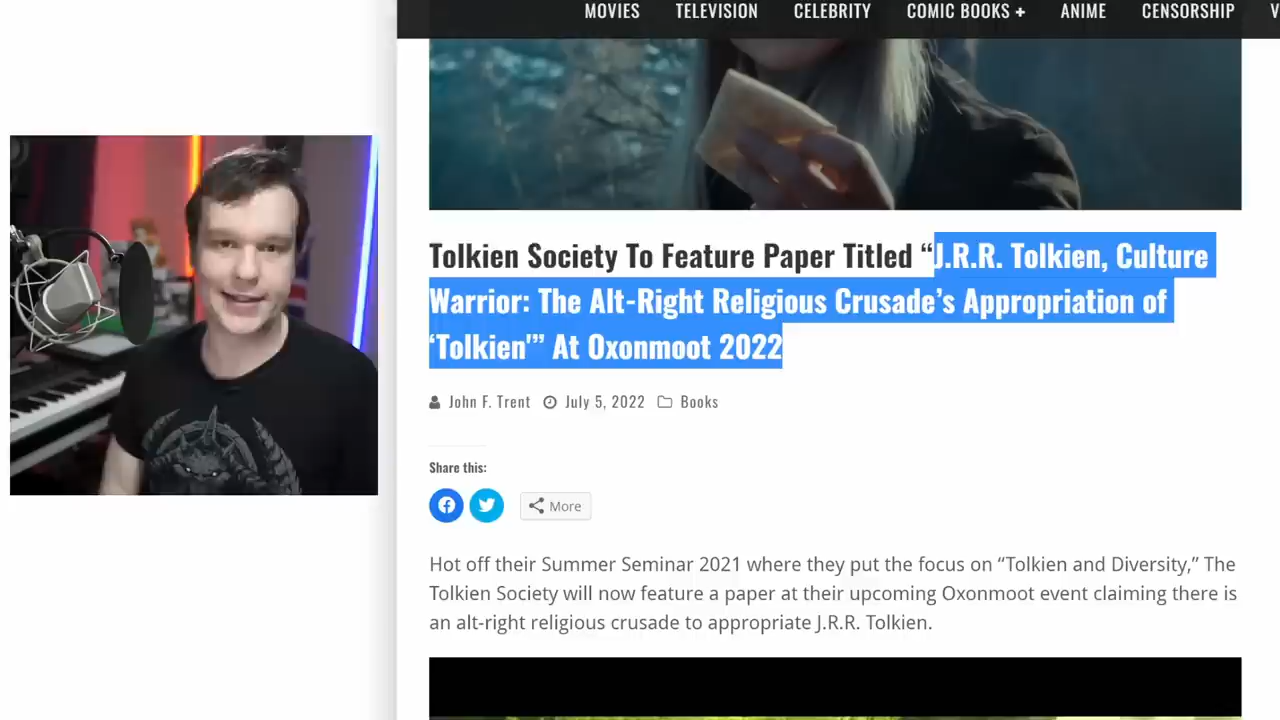 MOVIES TELEVISION CELEBRITY COMIC BOOKS + ANIME CENSORSHIP
Tolkien Society To Feature Paper Titled “J.R.R. Tolkien, Culture
Warrior: The Alt-Right Religious Crusade’s Appropriation of
‘Tolkien'” At Oxonmoot 2022
John F. Trent July 5, 2022 Books
Share this:
More
Hot off their Summer Seminar 2021 where they put the focus on “Tolkien and Diversity,” The
Tolkien Society will now feature a paper at their upcoming Oxonmoot event claiming there is
an alt-right religious crusade to appropriate J.R.R. Tolkien.